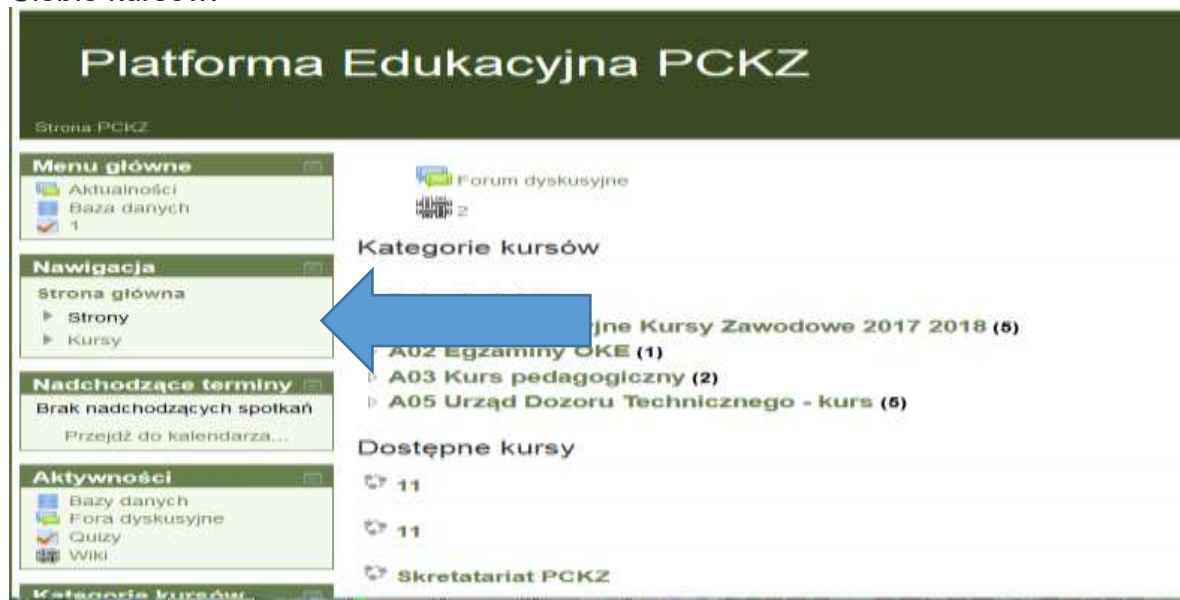 Platforma Edukacyjna PCKZ
Strona PCKZ
Menu główne
Aktualności
Baza danych
1
Nawigacja
Strona główna
Strony
Kursy
Nadchodzące terminy
Brak nadchodzących spotkań
Przejdź do kalendarza...
Aktywności
Bazy danych
Fora dyskusyjne
Quizy
Wiki
Kategorie kursów
Forum dyskusyjne
2
Kategorie kursów
Kursy Zawodowe 2017 2018 (5)
A02 Egzaminy OKE (1)
A03 Kurs pedagogiczny (2)
A05 Urząd Dozoru Technicznego - kurs (5)
Dostępne kursy
11
11
Skretatariat PCKZ